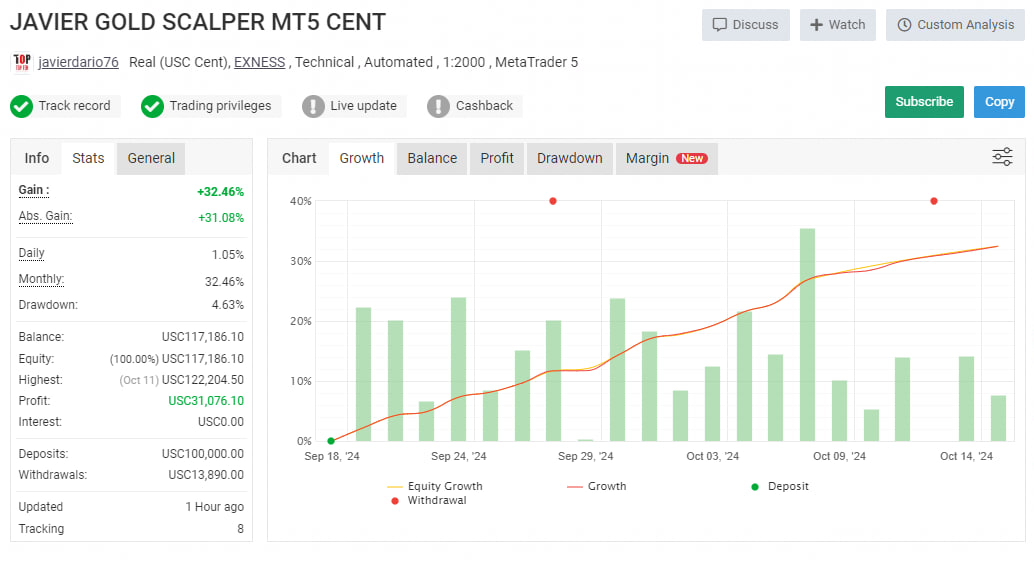 JAVIER GOLD SCALPER MT5 CENT
Discuss
Watch
Custom Analysis
TOP
javierdario76 Real (USC Cent), EXNESS , Technical , Automated , 1:2000 , MetaTrader 5
Track record
Trading privileges
Live update
Cashback
Subscribe
Copy
Info Stats General
Gain : +32.46%
Abs. Gain: +31.08%
Daily 1.05%
Monthly: 32.46%
Drawdown: 4.63%
Balance: USC117,186.10
Equity: (100.00%) USC117,186.10
Highest: (Oct 11) USC122,204.50
Profit: USC31,076.10
Interest: USC0.00
Deposits: USC100,000.00
Withdrawals: USC13,890.00
Updated 1 Hour ago
Tracking 8
Chart Growth Balance Profit Drawdown Margin New
40%
30%
20%
10%
0%
Sep 18, '24 Sep 24, '24 Sep 29, '24 Oct 03, '24 Oct 09, '24 Oct 14, '24
Equity Growth Growth Deposit
Withdrawal